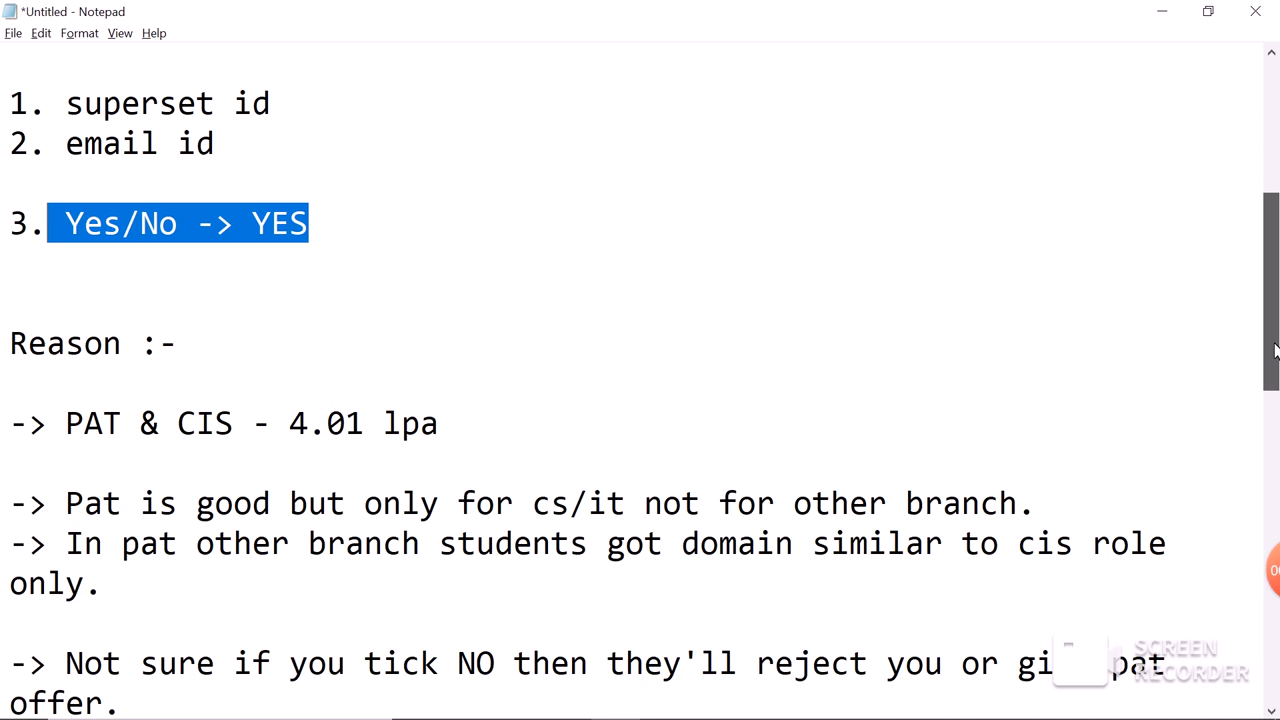 *Untitled - Notepad
File Edit Format View Help
1. superset id
2. email id
3. Yes/No -> YES
Reason :-
-> PAT & CIS - 4.01 lpa
-> Pat is good but only for cs/it not for other branch.
-> In pat other branch students got domain similar to cis role
only.
-> Not sure if you tick NO then they'll reject you or pat
offer.
SCREEN
RECORDER